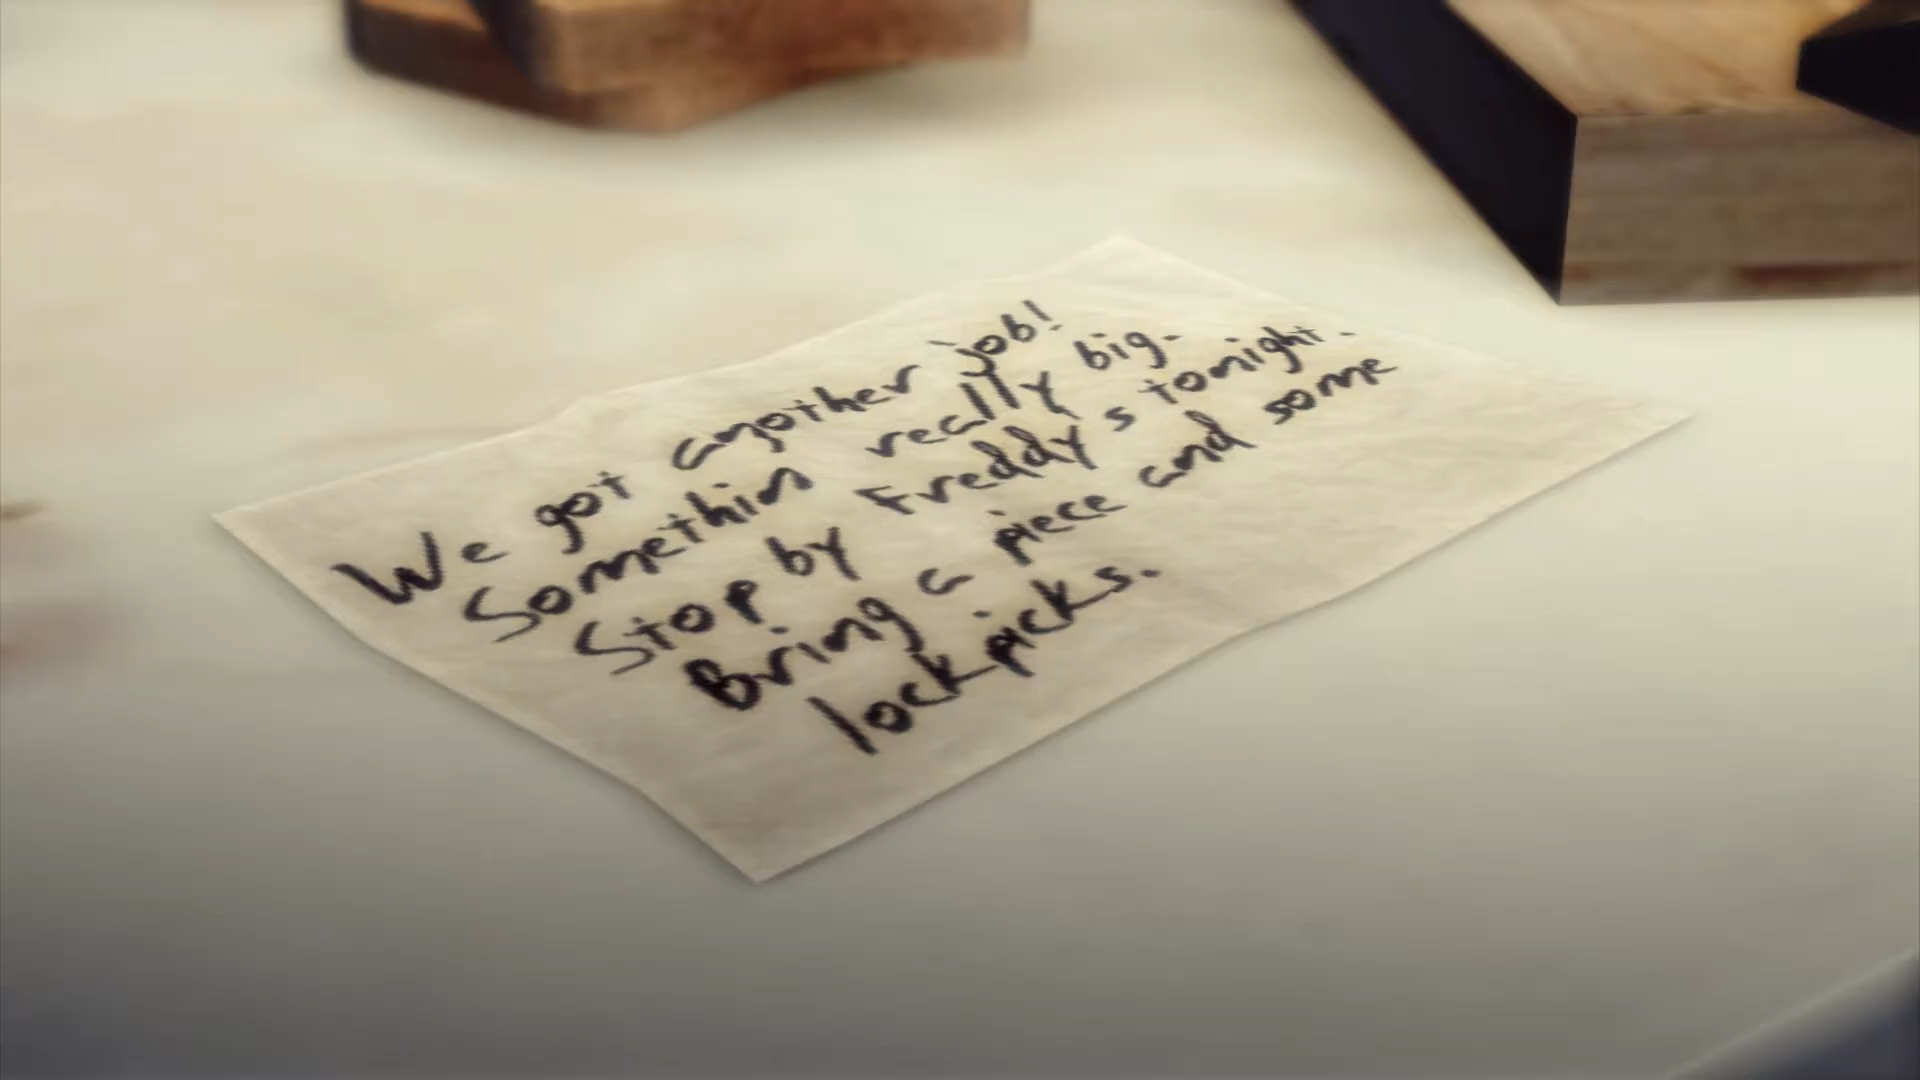 We got another job!
Somethin really big.
Stop by Freddy s tonight.
Bring a piece and some
lockpicks.